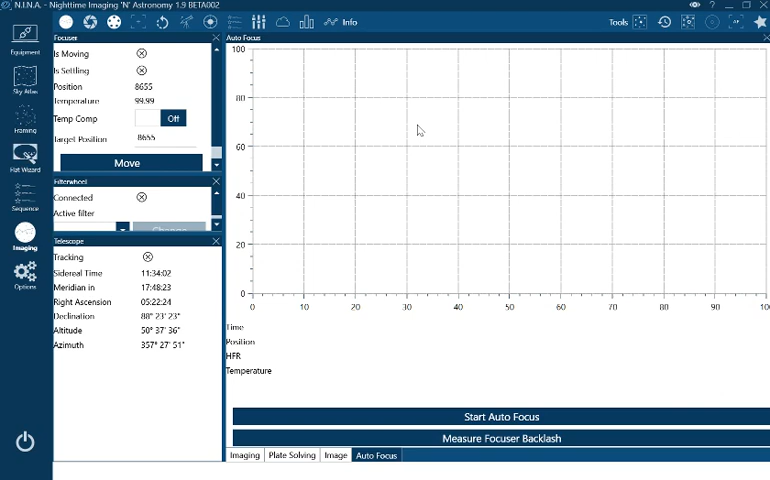 N.I.N.A. - Nighttime Imaging 'N' Astronomy 1.9 BETA002
?
Info
Tools
Equipment
Sky Atlas
Framing
Flat Wizard
Sequence
Imaging
Options
Focuser
Is Moving
Is Settling
Position 8655
Temperature 99.99
Temp Comp Off
Target Position 8655
Move
Filterwheel
Connected
Active filter
Change
Telescope
Tracking
Sidereal Time 11:34:02
Meridian in 17:48:23
Right Ascension 05:22:24
Declination 88° 23' 23"
Altitude 50° 37' 36"
Azimuth 357° 27' 51"
Auto Focus
100
80
60
40
20
0
0 10 20 30 40 50 60 70 80 90 10
Time
Position
HFR
Temperature
Start Auto Focus
Measure Focuser Backlash
Imaging Plate Solving Image Auto Focus